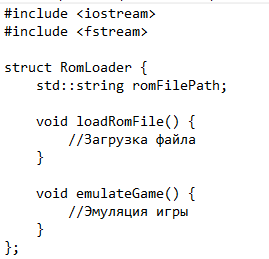 #include <iostream>
#include <fstream>
struct RomLoader {
std::string romFilePath;
void loadRomFile() {
//Загрузка файла
}
void emulateGame() {
//Эмуляция игры
}
};